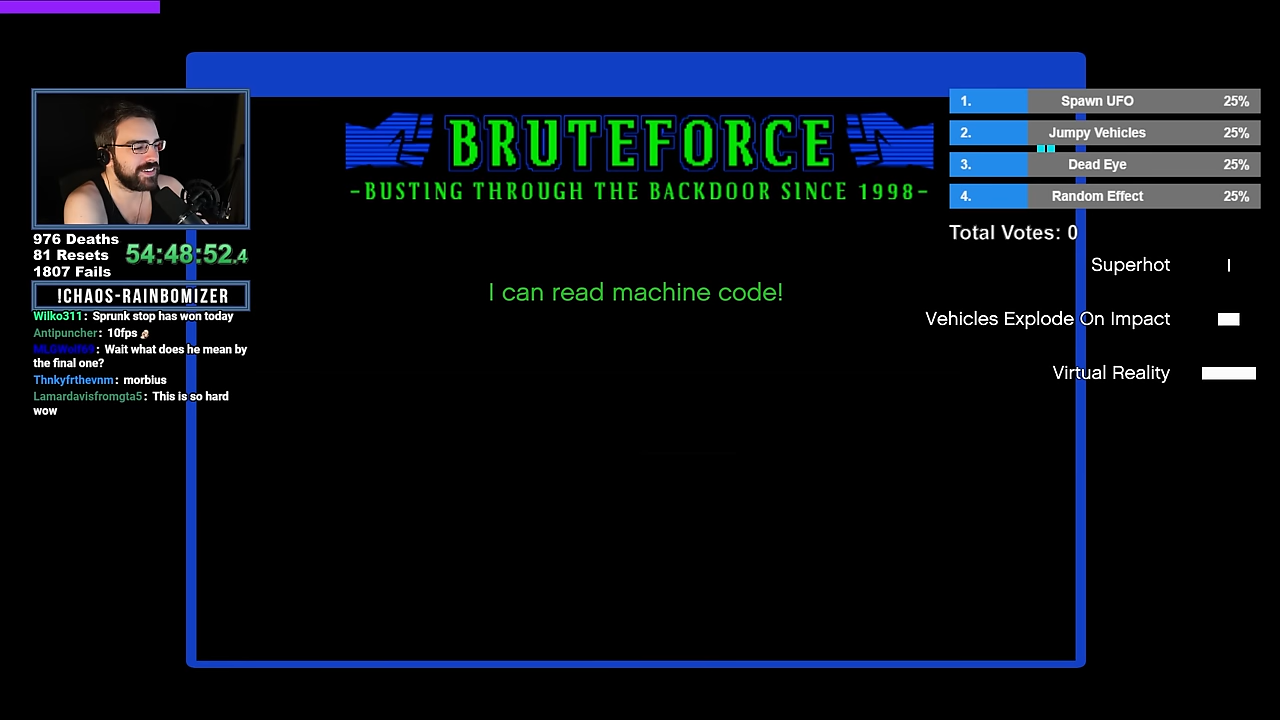 BRUTEFORCE
-BUSTING THROUGH THE BACKDOOR SINCE 1998-
I can read machine code!
976 Deaths
81 Resets
1807 Fails
54:48:52.4
!CHAOS-RAINBOMIZER
Wilko311: Sprunk stop has won today
Antipuncher: 10fps
: Wait what does he mean by
the final one?
Thnkyfrthevnm: morbius
Lamardavisfromgta5: This is so hard
wow
1. Spawn UFO 25%
2. Jumpy Vehicles 25%
3. Dead Eye 25%
4. Random Effect 25%
Total Votes: 0
Superhot
Vehicles Explode On Impact
Virtual Reality